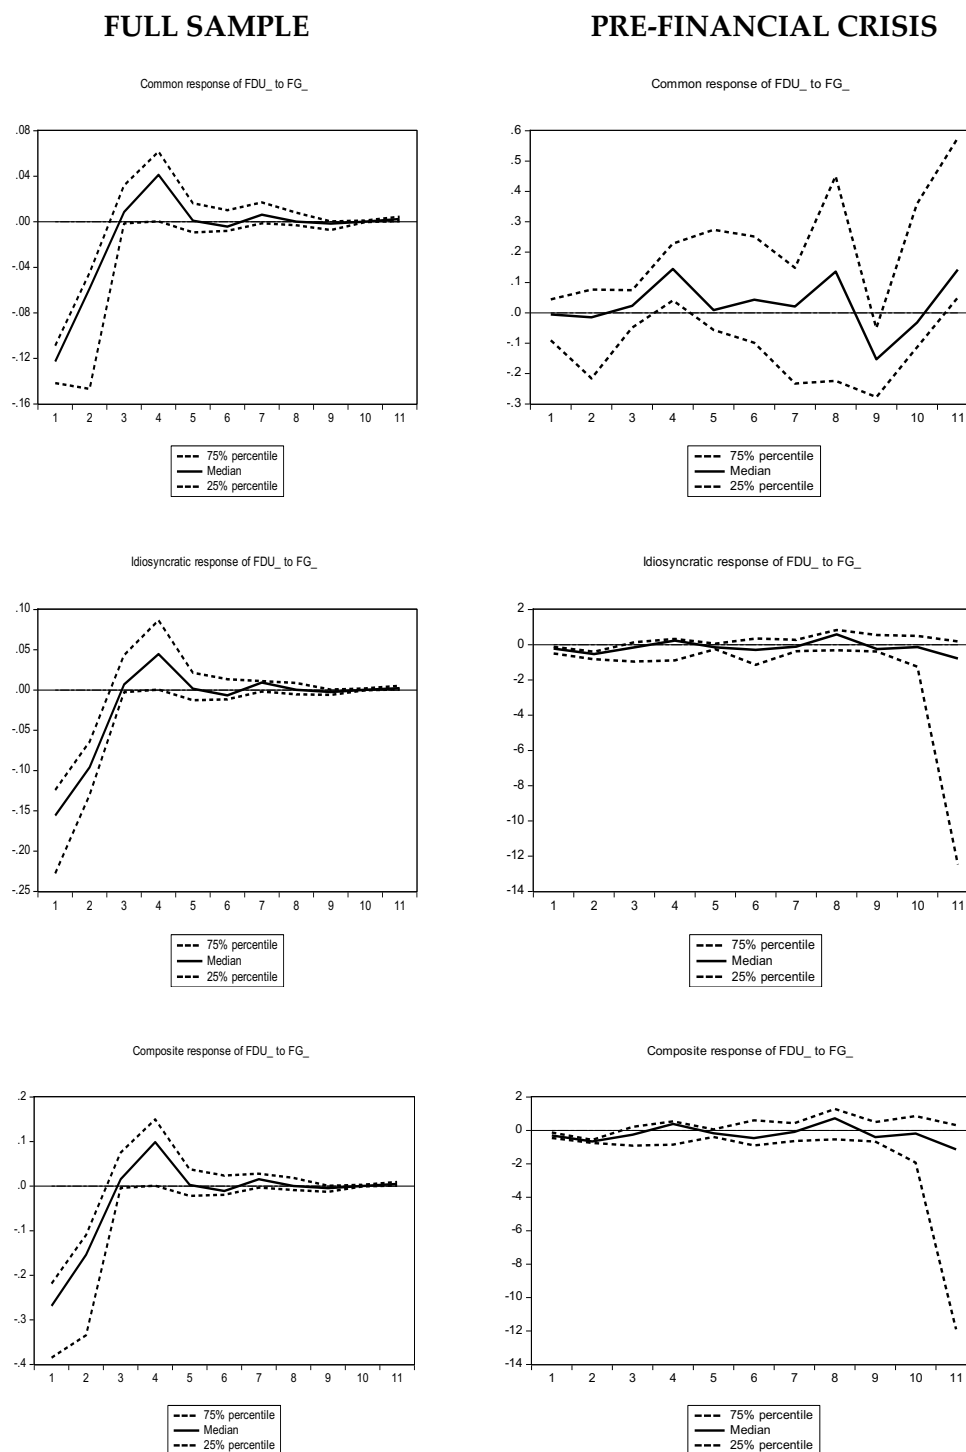 FULL SAMPLE
PRE-FINANCIAL CRISIS
Common response of FDU_ to FG_
.08
.04
.00
-.04
-.08
-.12
-.16
1 2 3 4 5 6 7 8 9 10 11
75% percentile
Median
25% percentile
Common response of FDU_ to FG_
.6
.5
.4
.3
.2
.1
.0
-.1
-.2
-.3
1 2 3 4 5 6 7 8 9 10 11
75% percentile
Median
25% percentile
Idiosyncratic response of FDU_ to FG_
.10
.05
.00
-.05
-.10
-.15
-.20
-.25
1 2 3 4 5 6 7 8 9 10 11
75% percentile
Median
25% percentile
Idiosyncratic response of FDU_ to FG_
2
0
-2
-4
-6
-8
-10
-12
-14
1 2 3 4 5 6 7 8 9 10 11
75% percentile
Median
25% percentile
Composite response of FDU_ to FG_
.2
.1
.0
-.1
-.2
-.3
-.4
1 2 3 4 5 6 7 8 9 10 11
75% percentile
Median
25% percentile
Composite response of FDU_ to FG_
2
0
-2
-4
-6
-8
-10
-12
-14
1 2 3 4 5 6 7 8 9 10 11
75% percentile
Median
25% percentile